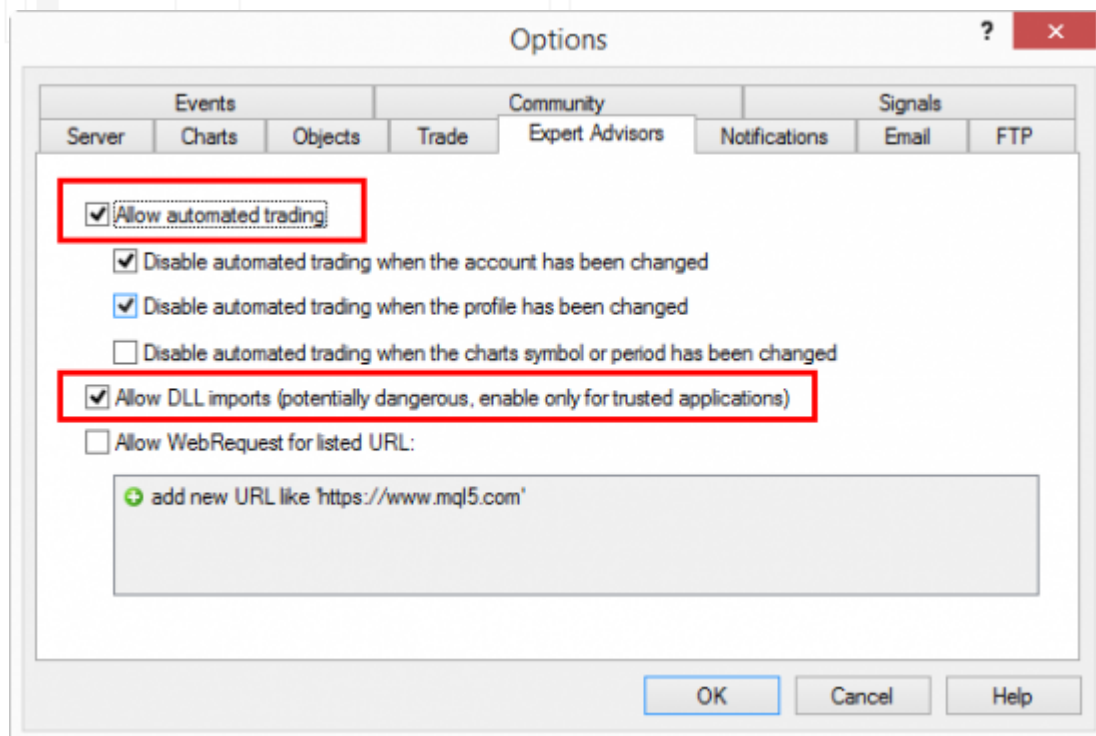 Options
?
Events Community Signals
Server Charts Objects Trade Expert Advisors Notifications Email FTP
Allow automated trading
Disable automated trading when the account has been changed
Disable automated trading when the profile has been changed
Disable automated trading when the charts symbol or period has been changed
Allow DLL imports (potentially dangerous, enable only for trusted applications)
Allow WebRequest for listed URL:
add new URL like 'https://www.mql5.com'
OK Cancel Help